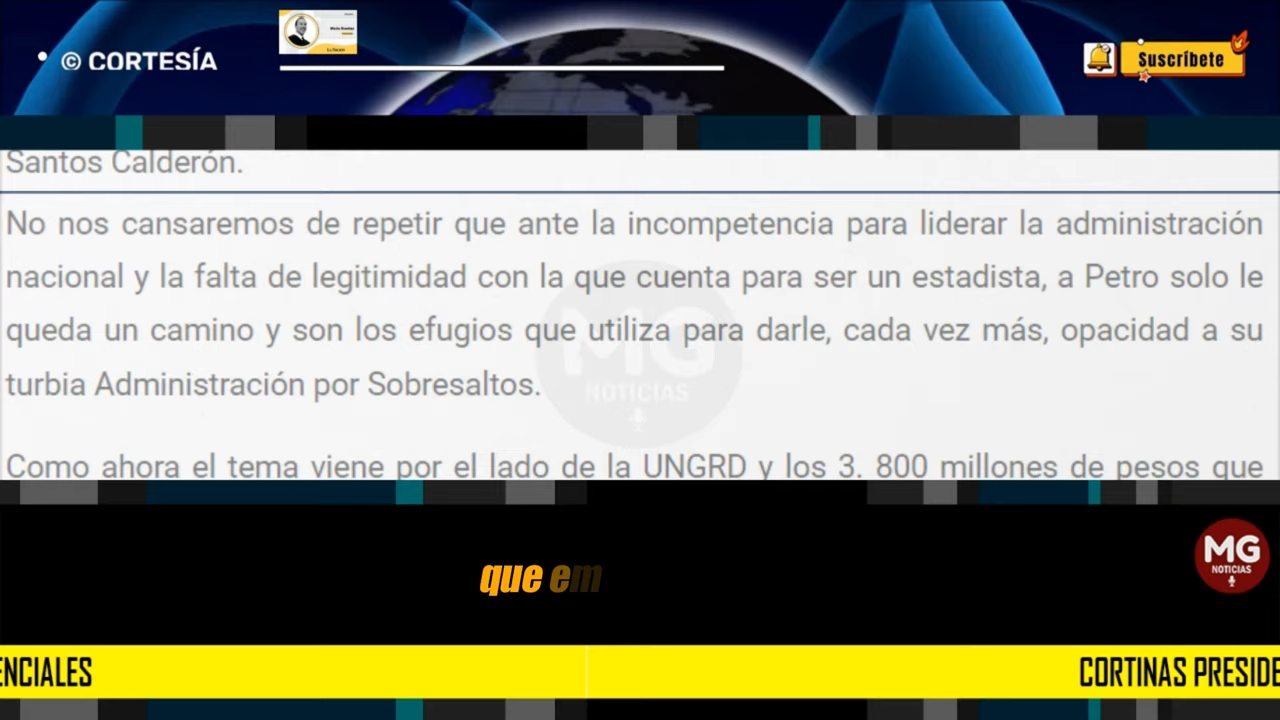 © CORTESÍA
Suscríbete
Santos Calderón.
No nos cansaremos de repetir que ante la incompetencia para liderar la administración
nacional y la falta de legitimidad con la que cuenta para ser un estadista, a Petro solo le
queda un camino y son los efugios que utiliza para darle, cada vez más, opacidad a su
turbia Administración por Sobresaltos.
MG
NOTICIAS
Como ahora el tema viene por el lado de la UNGRD y los 3. 800 millones de pesos que
MG
NOTICIAS
que em
ENCIALES
CORTINAS PRESIDE